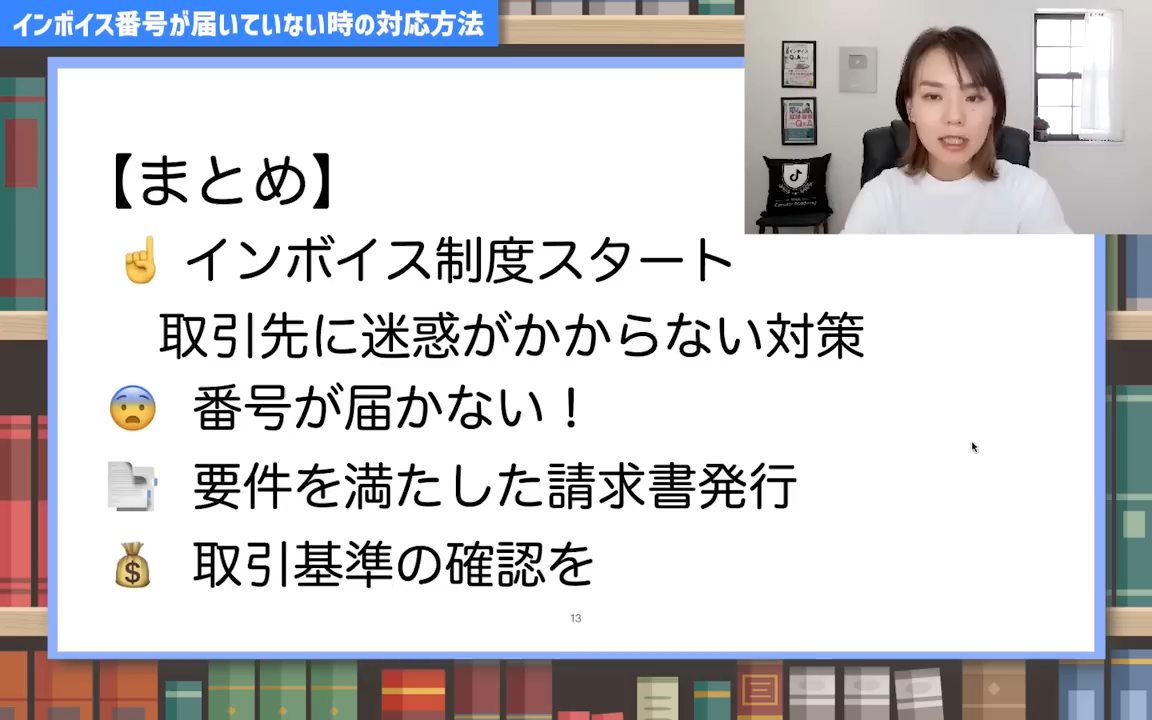 インボイス番号が届いていない時の対応方法
【まとめ】
インボイス制度スタート
取引先に迷惑がかからない対策
番号が届かない！
要件を満たした請求書発行
取引基準の確認を
13